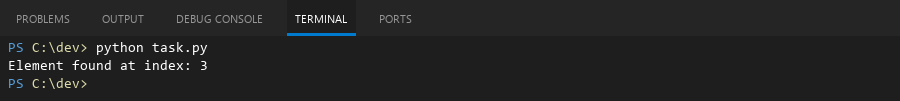 PROBLEMS OUTPUT DEBUG CONSOLE TERMINAL PORTS
PS C:\dev> python task.py
Element found at index: 3
PS C:\dev>